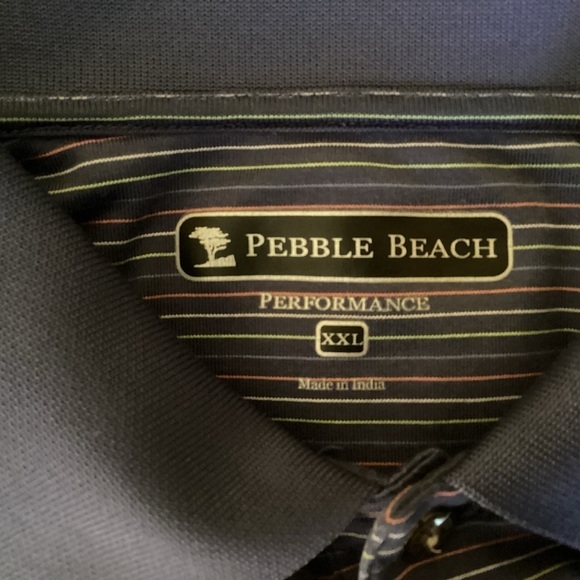 PEBBLE BEACH
PERFORMANCE
XXL
Made in India